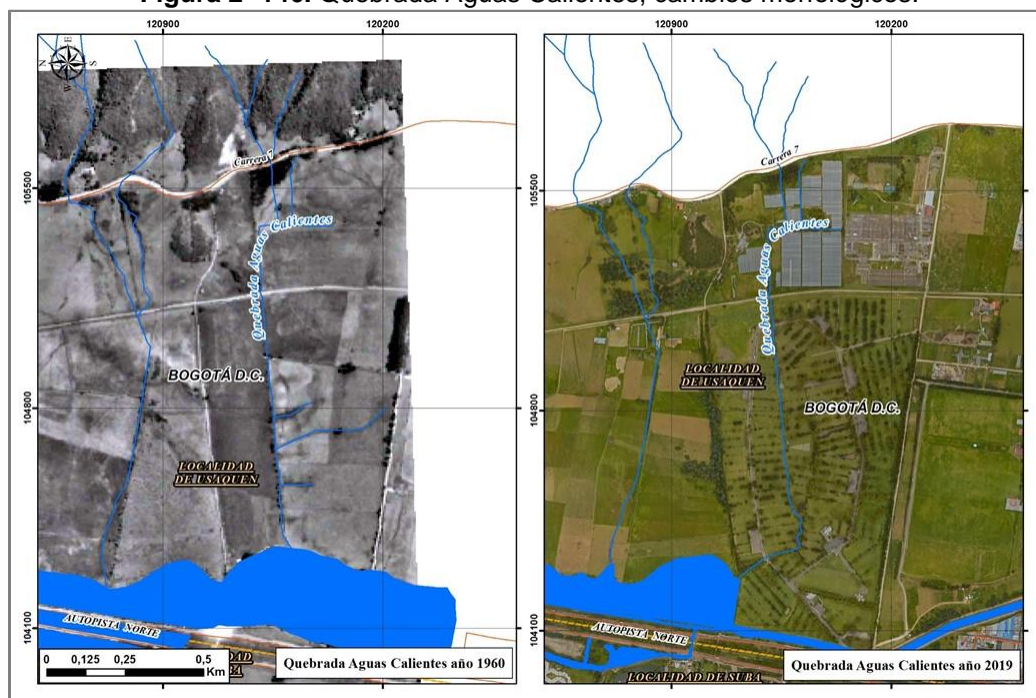 Figura 2 -140. Quebrada Aguas Calientes, cambios morfológicos.
120900
120200
120900
120200
N
E
S
W
Carrera 7
Quebrada Aguas Calientes
BOGOTÁ D.C.
LOCALIDAD
DE USAQUEN
AUTOPISTA NORTE
0 0,125 0,25 0,5
Km
Quebrada Aguas Calientes año 1960
105500
104800
104100
Carrera 7
Quebrada Aguas Calientes
LOCALIDAD
DE USAQUEN
BOGOTÁ D.C.
AUTOPISTA NORTE
LOCALIDAD DE SUBA
Quebrada Aguas Calientes año 2019
105500
104800
104100